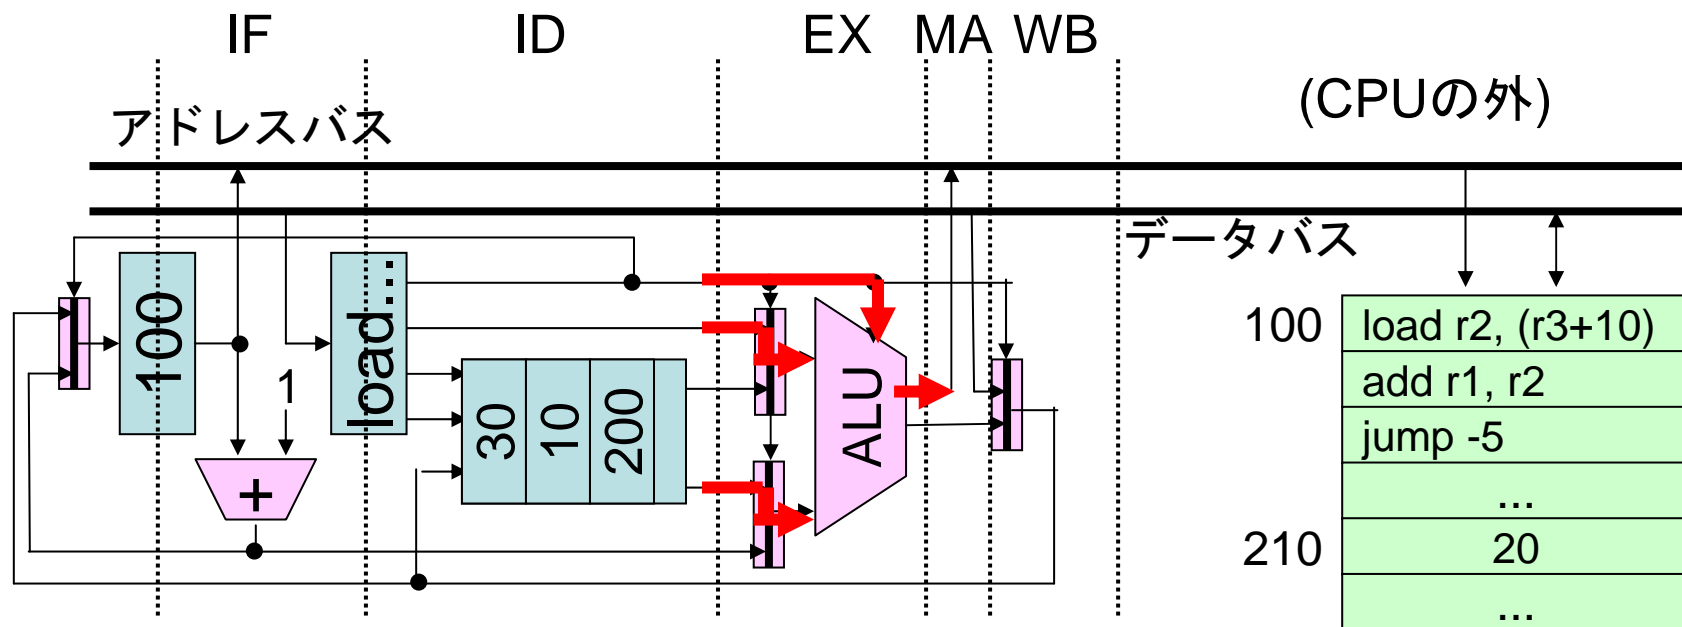 IF
ID
EX
MA
WB
(CPUの外)
アドレスバス
データバス
100
load...
1
+
30
10
200
ALU
100
load r2, (r3+10)
add r1, r2
jump -5
...
210
20
...